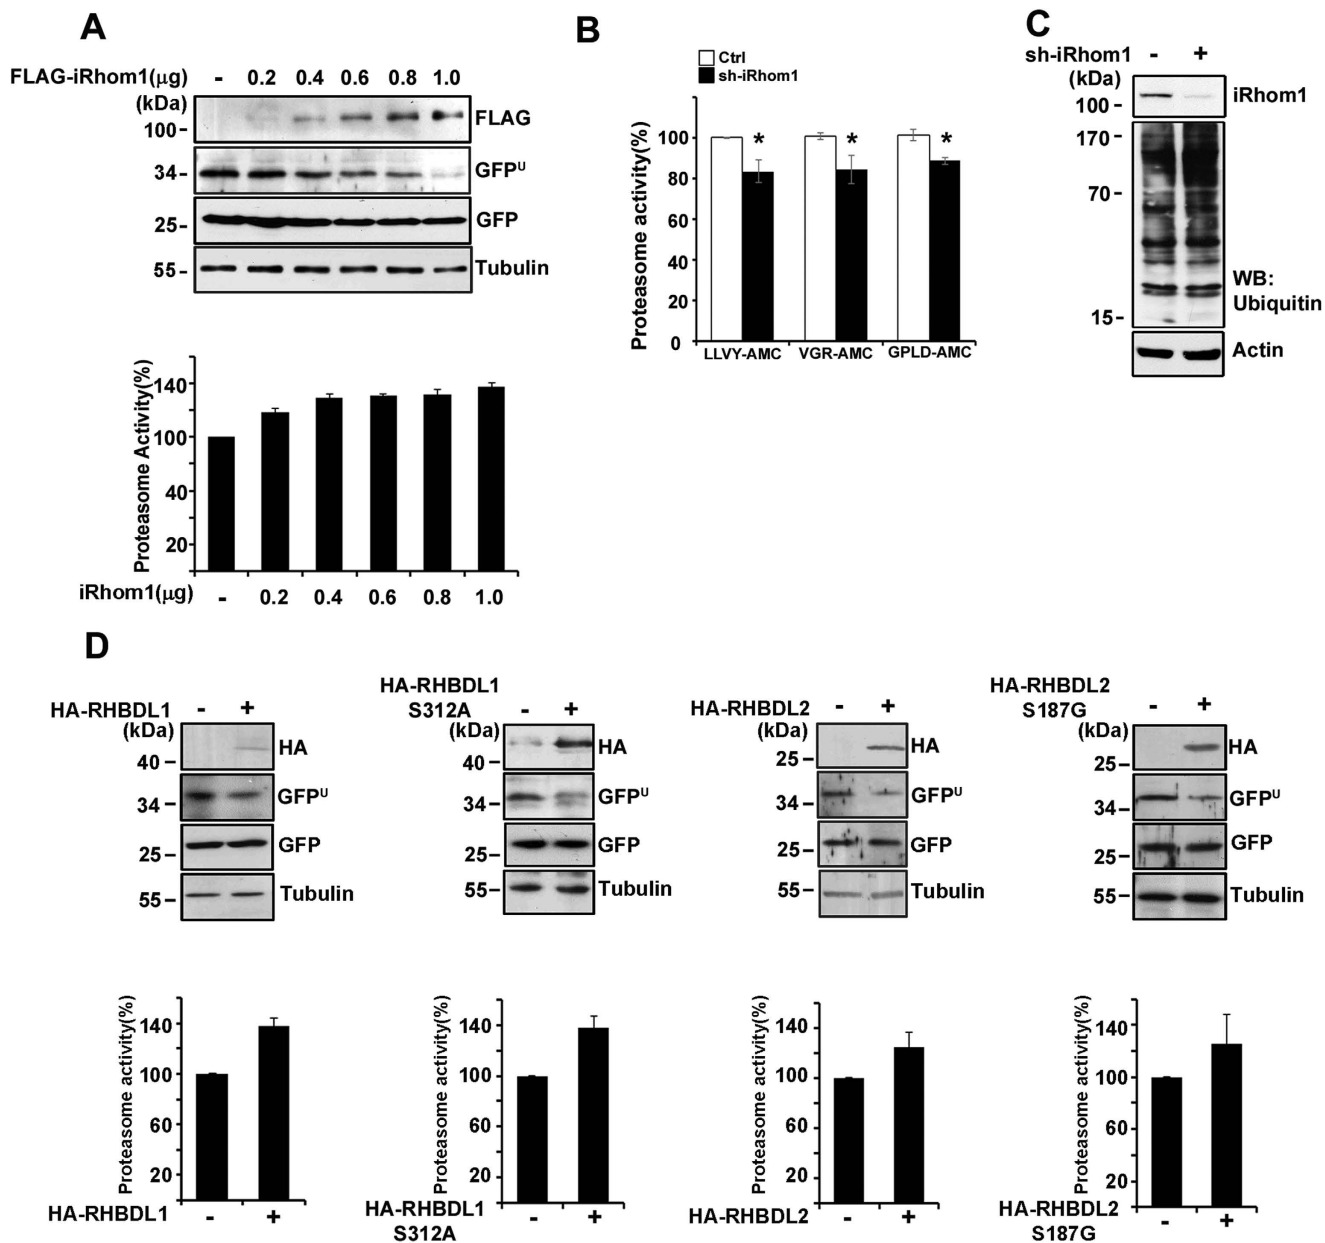 A
FLAG-iRhom1(μg) - 0.2 0.4 0.6 0.8 1.0
(kDa)
100 FLAG
34 GFPᵁ
25 GFP
55 Tubulin
Proteasome Activity(%)
140
100
40
20
iRhom1(μg) - 0.2 0.4 0.6 0.8 1.0
B
Ctrl
sh-iRhom1
Proteasome activity(%)
100 * * *
80
60
40
20
0
LLVY-AMC VGR-AMC GPLD-AMC
C
sh-iRhom1 - +
(kDa)
100 iRhom1
170
70
15
WB:
Ubiquitin
Actin
D
HA-RHBDL1 - +
(kDa)
40 HA
34 GFPᵁ
25 GFP
55 Tubulin
HA-RHBDL1
S312A - +
(kDa)
40 HA
34 GFPᵁ
25 GFP
55 Tubulin
HA-RHBDL2 - +
(kDa)
25 HA
34 GFPᵁ
25 GFP
55 Tubulin
HA-RHBDL2
S187G - +
(kDa)
25 HA
34 GFPᵁ
25 GFP
55 Tubulin
Proteasome activity(%)
140
100
60
20
HA-RHBDL1 - +
Proteasome activity(%)
140
100
60
20
HA-RHBDL1
S312A - +
Proteasome activity(%)
140
100
60
20
HA-RHBDL2 - +
Proteasome activity(%)
140
100
60
20
HA-RHBDL2
S187G - +